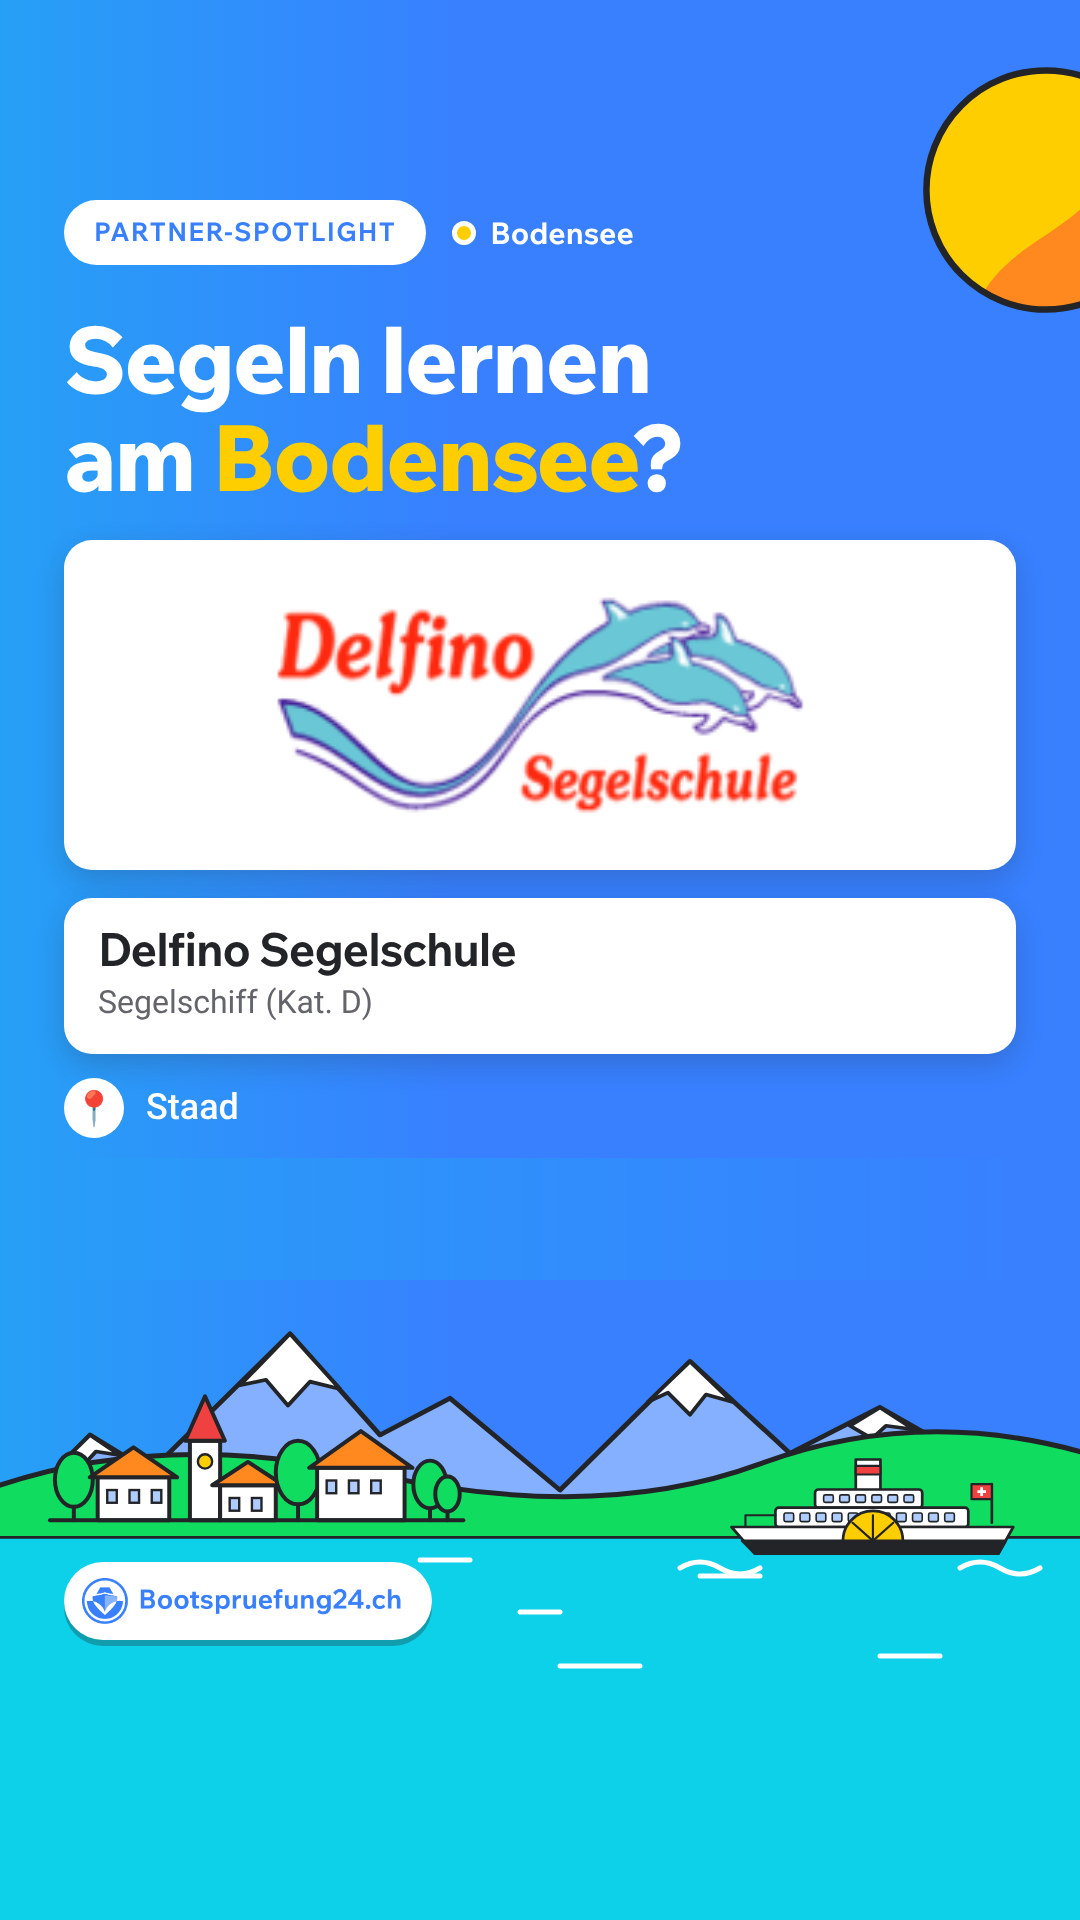 PARTNER-SPOTLIGHT
Bodensee
Segeln lernen
am Bodensee?
Delfino
Segelschule
Delfino Segelschule
Segelschiff (Kat. D)
Staad
Bootspruefung24.ch